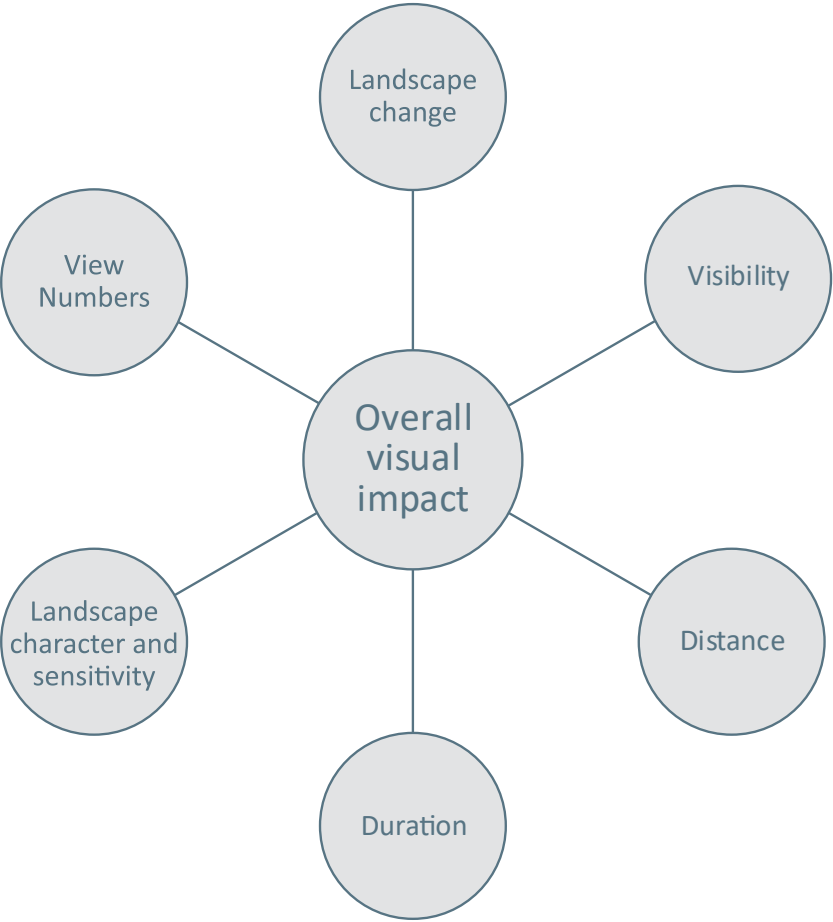 Landscape
change
View
Numbers
Visibility
Overall
visual
impact
Landscape
character and
sensitivity
Distance
Duration